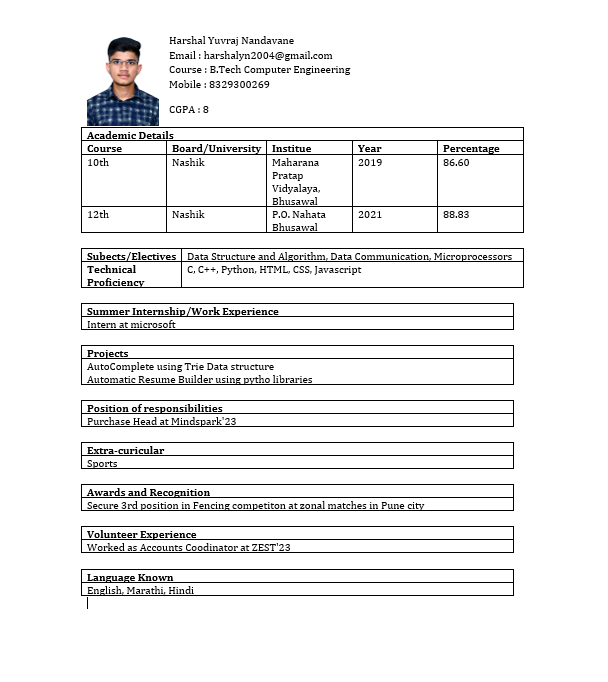 Harshal Yuvraj Nandavane
Email : harshalyn2004@gmail.com
Course : B.Tech Computer Engineering
Mobile : 8329300269
CGPA : 8
Academic Details
Course Board/University Institue Year Percentage
10th Nashik Maharana 2019 86.60
Pratap
Vidyalaya,
Bhusawal
12th Nashik P.O. Nahata 2021 88.83
Bhusawal
Subects/Electives Data Structure and Algorithm, Data Communication, Microprocessors
Technical C, C++, Python, HTML, CSS, Javascript
Proficiency
Summer Internship/Work Experience
Intern at microsoft
Projects
AutoComplete using Trie Data structure
Automatic Resume Builder using pytho libraries
Position of responsibilities
Purchase Head at Mindspark'23
Extra-curicular
Sports
Awards and Recognition
Secure 3rd position in Fencing competiton at zonal matches in Pune city
Volunteer Experience
Worked as Accounts Coodinator at ZEST'23
Language Known
English, Marathi, Hindi